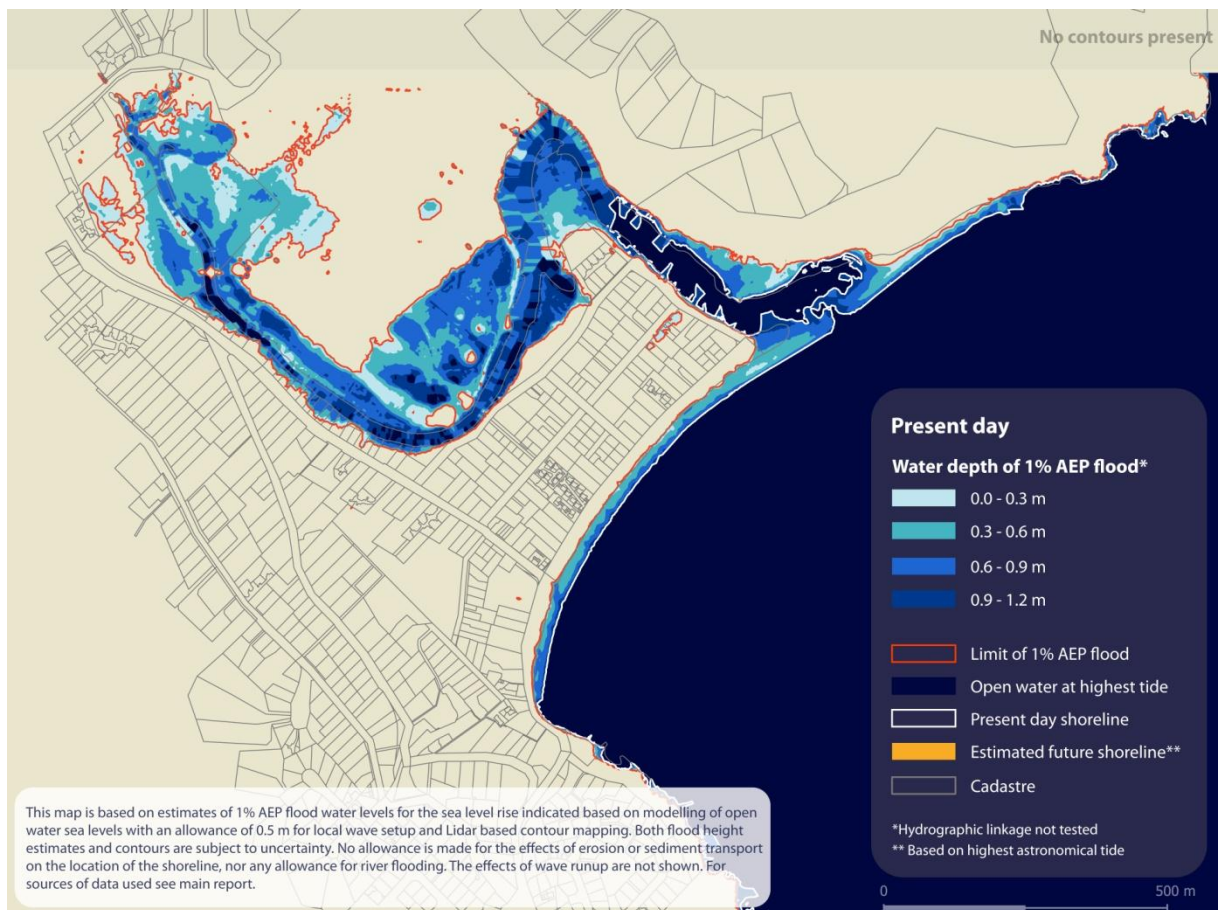 No contours present
Present day
Water depth of 1% AEP flood*
0.0 - 0.3 m
0.3 - 0.6 m
0.6 - 0.9 m
0.9 - 1.2 m
Limit of 1% AEP flood
Open water at highest tide
Present day shoreline
Estimated future shoreline**
Cadastre
*Hydrographic linkage not tested
** Based on highest astronomical tide
This map is based on estimates of 1% AEP flood water levels for the sea level rise indicated based on modelling of open
water sea levels with an allowance of 0.5 m for local wave setup and Lidar based contour mapping. Both flood height
estimates and contours are subject to uncertainty. No allowance is made for the effects of erosion or sediment transport
on the location of the shoreline, nor any allowance for river flooding. The effects of wave runup are not shown. For
sources of data used see main report.
0 500 m